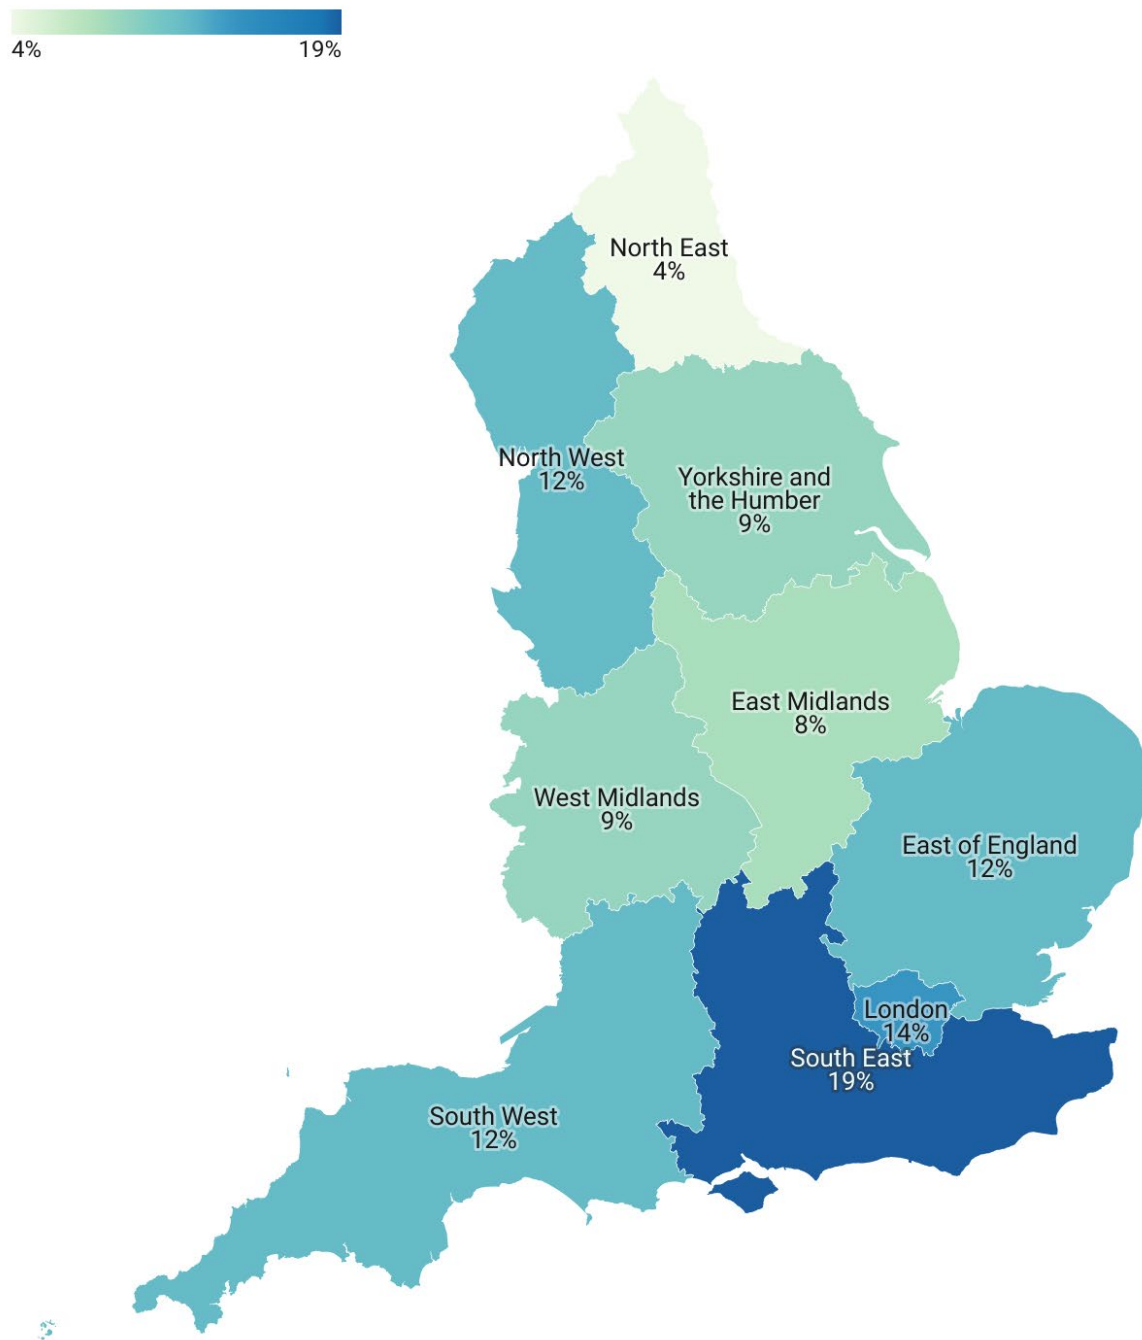 4%
19%
North East
4%
North West
12%
Yorkshire and
the Humber
9%
East Midlands
8%
West Midlands
9%
East of England
12%
London
14%
South East
19%
South West
12%